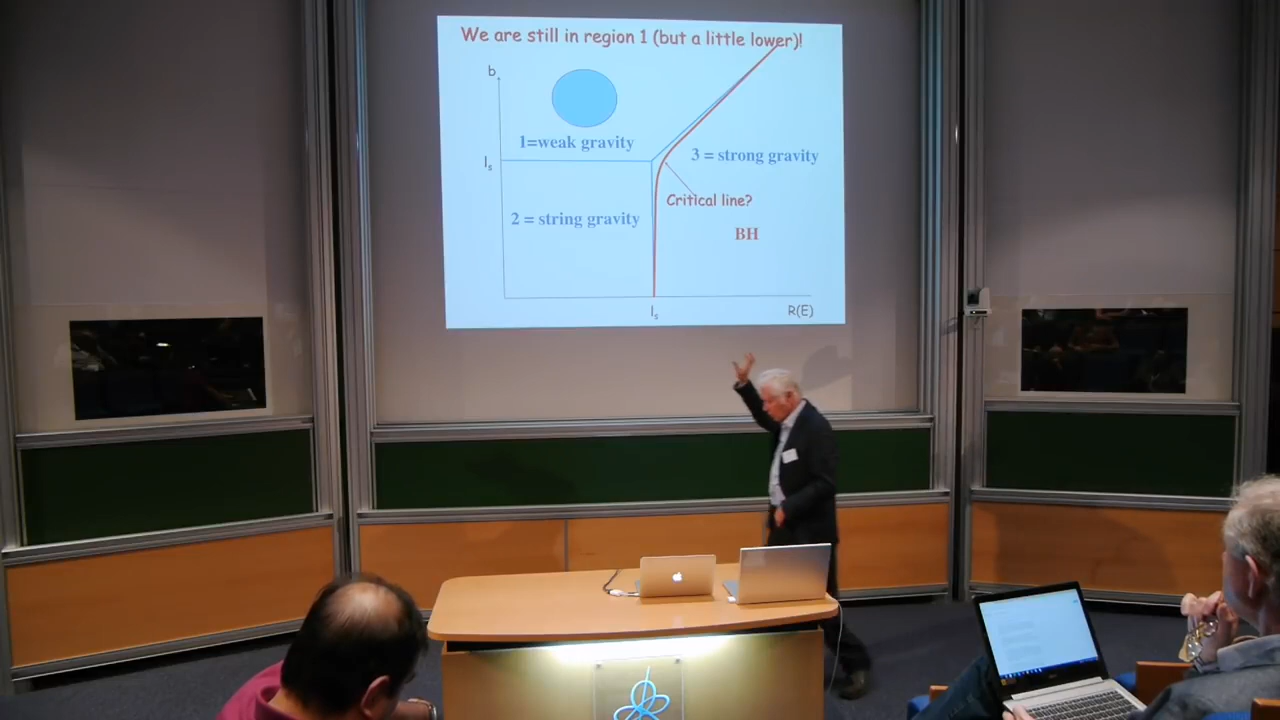 We are still in region 1 (but a little lower)!
b
1=weak gravity
ls
3 = strong gravity
Critical line?
2 = string gravity
BH
ls
R(E)